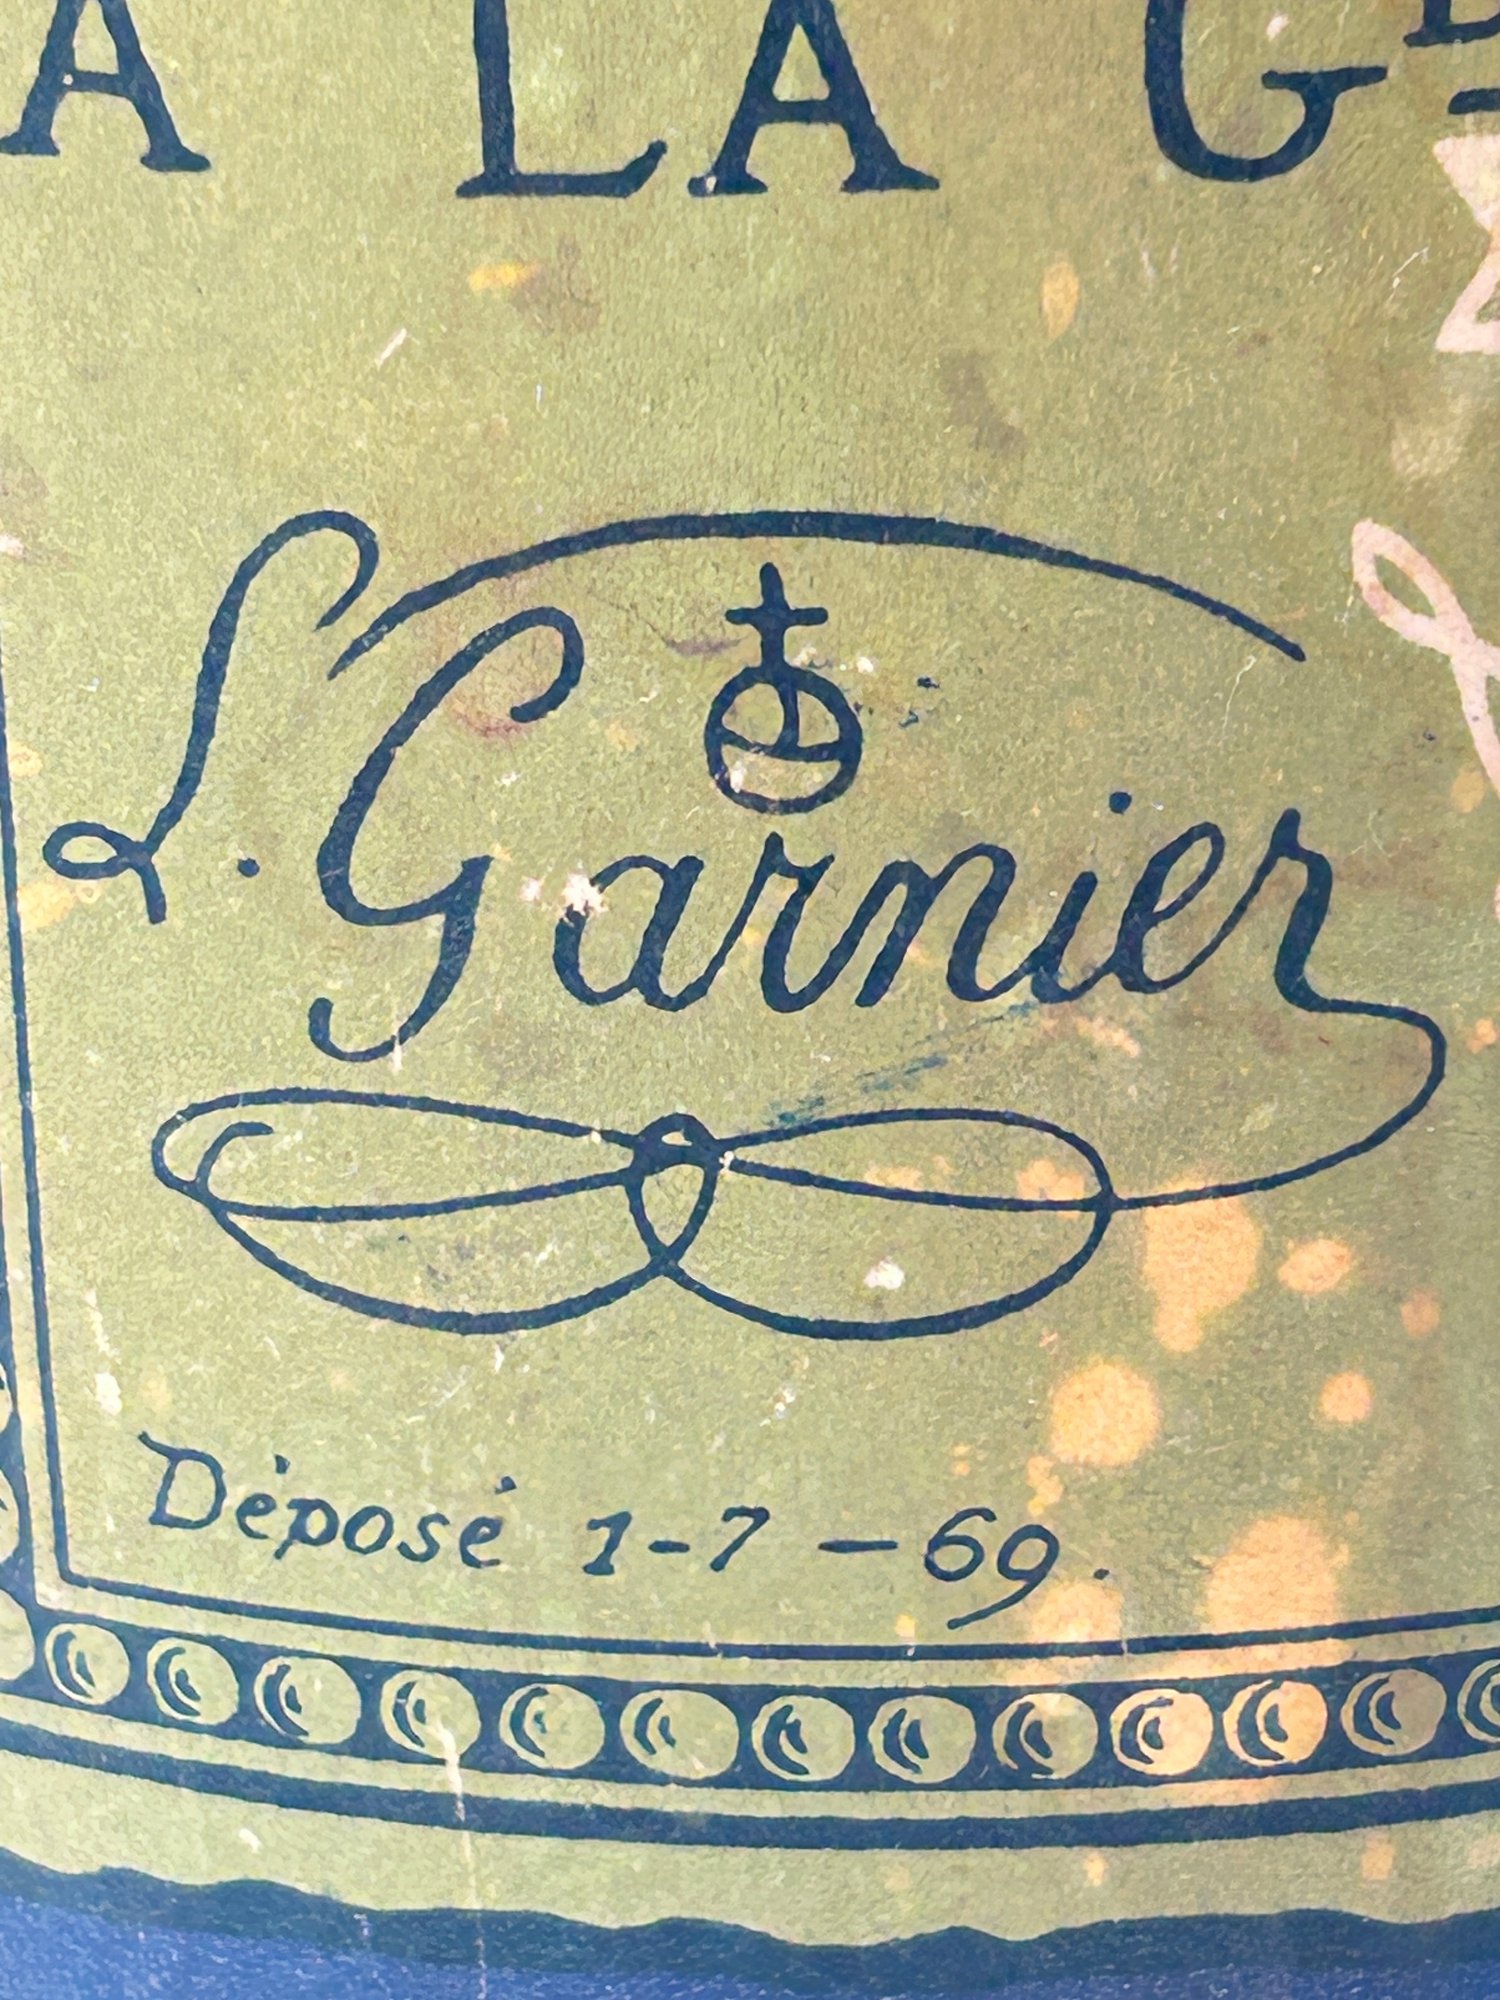 A LA G
L. Garnier
Déposé 1-7-69.